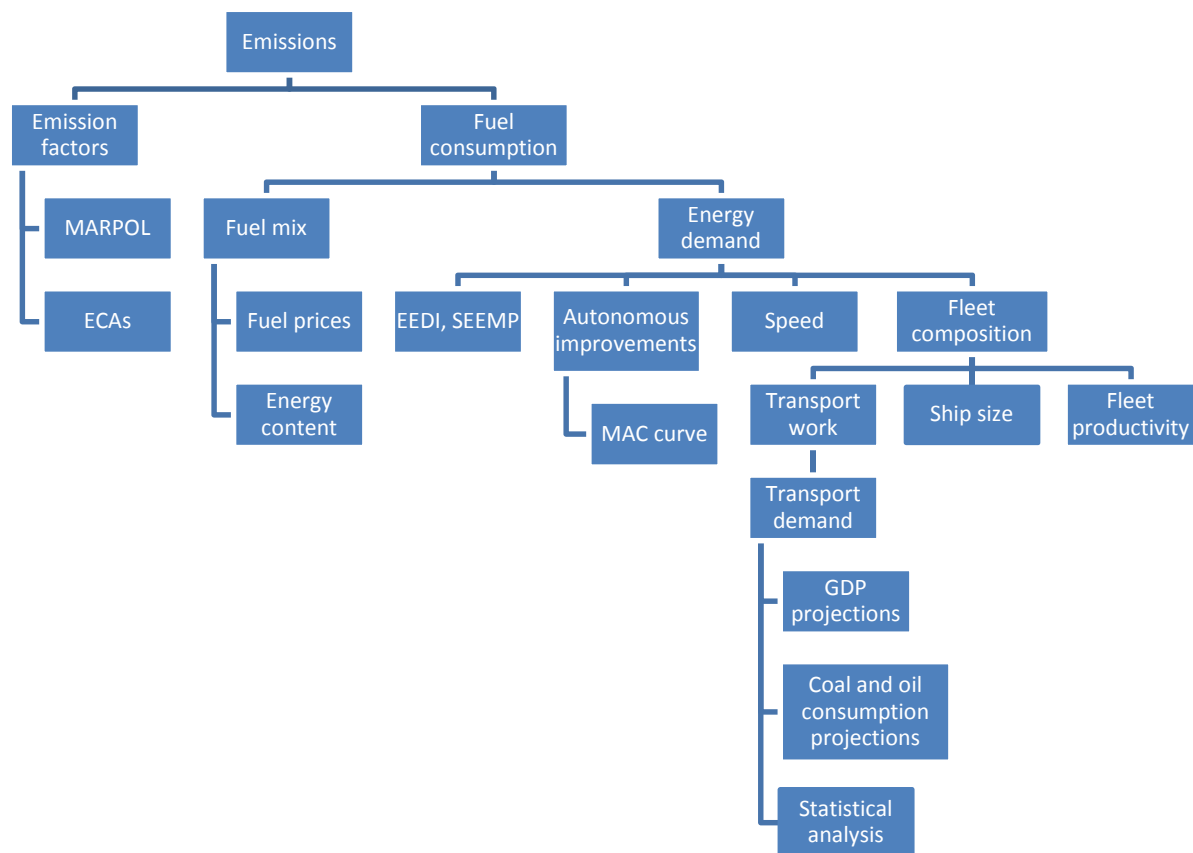 Emissions
Emission
factors
Fuel
consumption
MARPOL
Fuel mix
Energy
demand
ECAs
Fuel prices
EEDI, SEEMP
Autonomous
improvements
Speed
Fleet
composition
Energy
content
MAC curve
Transport
work
Ship size
Fleet
productivity
Transport
demand
GDP
projections
Coal and oil
consumption
projections
Statistical
analysis